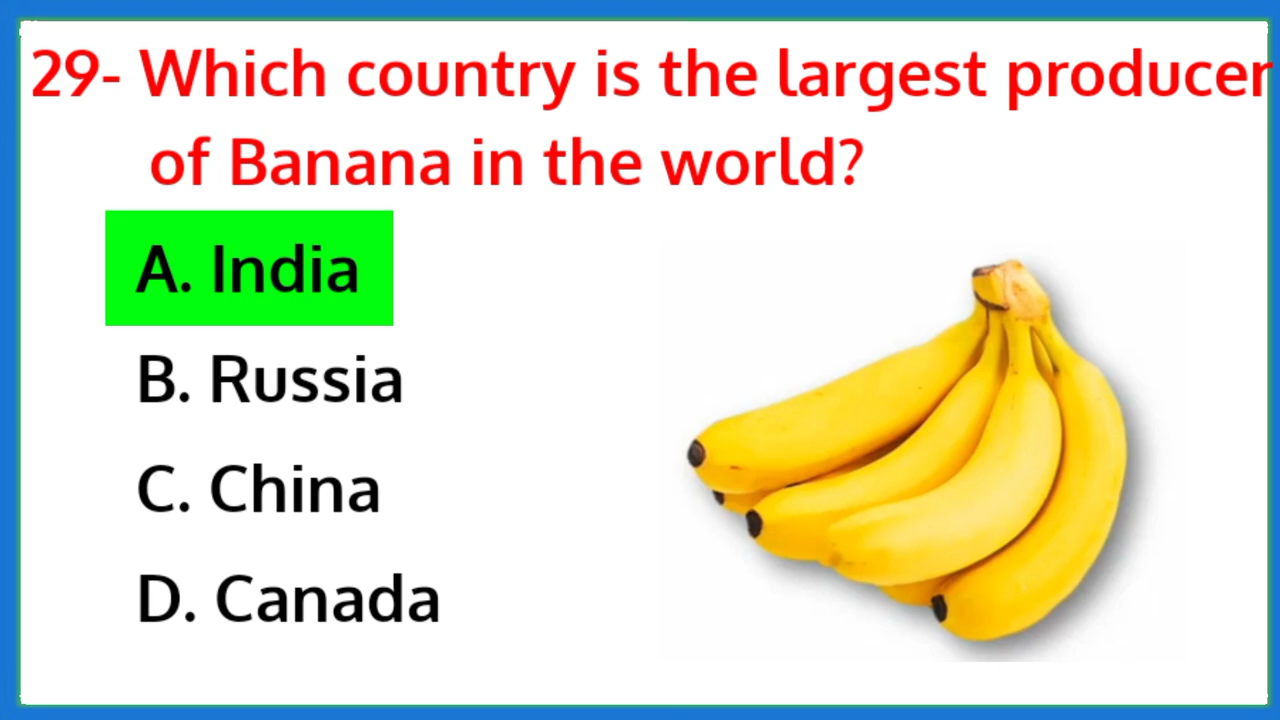 29- Which country is the largest producer
of Banana in the world?
A. India
B. Russia
C. China
D. Canada